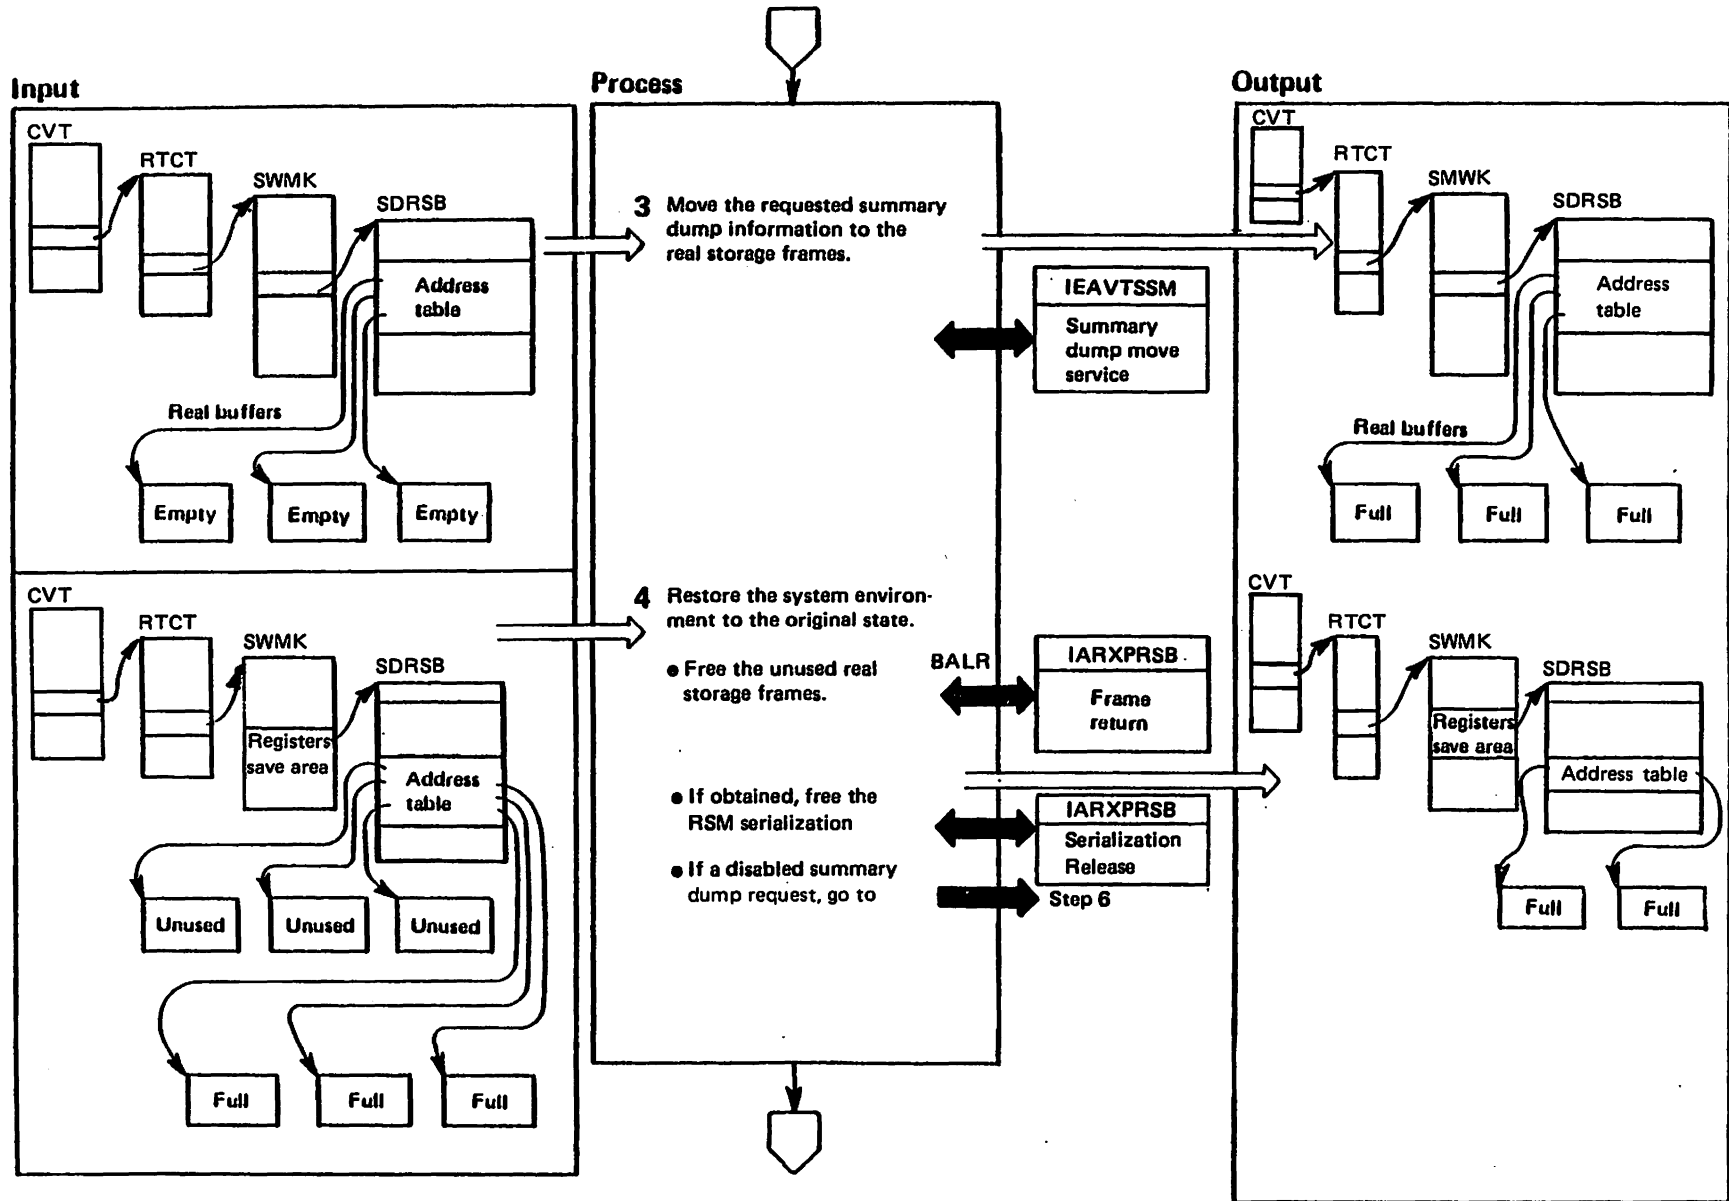 Input
CVT
RTCT
SWMK
SDRSB
Address
table
Real buffers
Empty
Empty
Empty
CVT
RTCT
SWMK
SDRSB
Registers
save area
Address
table
Unused
Unused
Unused
Full
Full
Full
Process
3 Move the requested summary
dump information to the
real storage frames.
IEAVTSSM
Summary
dump move
service
4 Restore the system environ-
ment to the original state.
• Free the unused real
storage frames.
BALR
IARXPRSB
Frame
return
• If obtained, free the
RSM serialization
IARXPRSB
Serialization
Release
• If a disabled summary
dump request, go to
Step 6
Output
CVT
RTCT
SMWK
SDRSB
Address
table
Real buffers
Full
Full
Full
CVT
RTCT
SWMK
SDRSB
Registers
save area
Address table
Full
Full